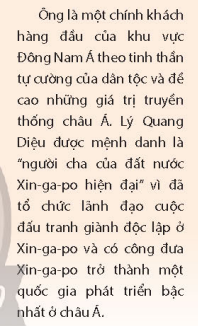 Ông là một chính khách
hàng đầu của khu vực
Đông Nam Á theo tinh thần
tự cường của dân tộc và đề
cao những giá trị truyền
thống châu Á. Lý Quang
Diệu được mệnh danh là
“người cha của đất nước
Xin-ga-po hiện đại” vì đã
tổ chức lãnh đạo cuộc
đấu tranh giành độc lập ở
Xin-ga-po và có công đưa
Xin-ga-po trở thành một
quốc gia phát triển bậc
nhất ở châu Á.